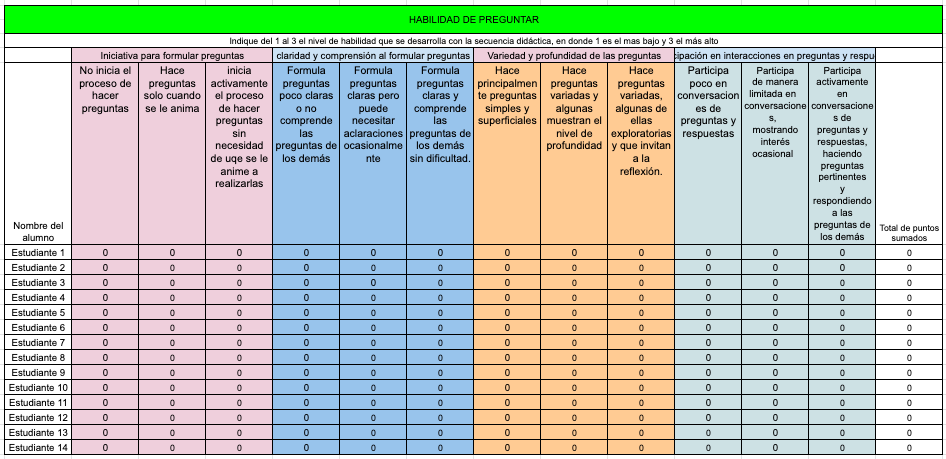 HABILIDAD DE PREGUNTAR
Indique del 1 al 3 el nivel de habilidad que se desarrolla con la secuencia didáctica, en donde 1 es el mas bajo y 3 el más alto
Iniciativa para formular preguntas
claridad y comprensión al formular preguntas
Variedad y profundidad de las preguntas
cipación en interacciones en preguntas y respu
Nombre del
alumno
No inicia el
proceso de
hacer
preguntas
Hace
preguntas
solo cuando
se le anima
inicia
activamente
el proceso
de hacer
preguntas
sin
necesidad
de uqe se le
anime a
realizarlas
Formula
preguntas
poco claras
o no
comprende
las
preguntas de
los demás
Formula
preguntas
claras pero
puede
necesitar
aclaraciones
ocasionalme
nte
Formula
preguntas
claras y
comprende
las
preguntas de
los demás
sin dificultad.
Hace
principalmen
te preguntas
simples y
superficiales
Hace
preguntas
variadas y
algunas
muestran el
nivel de
profundidad
Hace
preguntas
variadas,
algunas de
ellas
exploratorias
y que invitan
a la
reflexión.
Participa
poco en
conversacion
es de
preguntas y
respuestas
Participa
de manera
limitada en
conversacione
s,
mostrando
interés
ocasional
Participa
activamente
en
conversacione
s de
preguntas y
respuestas,
haciendo
preguntas
pertinentes
y
respondiendo
a las
preguntas de
los demás
Total de puntos
sumados
Estudiante 1 0 0 0 0 0 0 0 0 0 0 0 0 0
Estudiante 2 0 0 0 0 0 0 0 0 0 0 0 0 0
Estudiante 3 0 0 0 0 0 0 0 0 0 0 0 0 0
Estudiante 4 0 0 0 0 0 0 0 0 0 0 0 0 0
Estudiante 5 0 0 0 0 0 0 0 0 0 0 0 0 0
Estudiante 6 0 0 0 0 0 0 0 0 0 0 0 0 0
Estudiante 7 0 0 0 0 0 0 0 0 0 0 0 0 0
Estudiante 8 0 0 0 0 0 0 0 0 0 0 0 0 0
Estudiante 9 0 0 0 0 0 0 0 0 0 0 0 0 0
Estudiante 10 0 0 0 0 0 0 0 0 0 0 0 0 0
Estudiante 11 0 0 0 0 0 0 0 0 0 0 0 0 0
Estudiante 12 0 0 0 0 0 0 0 0 0 0 0 0 0
Estudiante 13 0 0 0 0 0 0 0 0 0 0 0 0 0
Estudiante 14 0 0 0 0 0 0 0 0 0 0 0 0 0